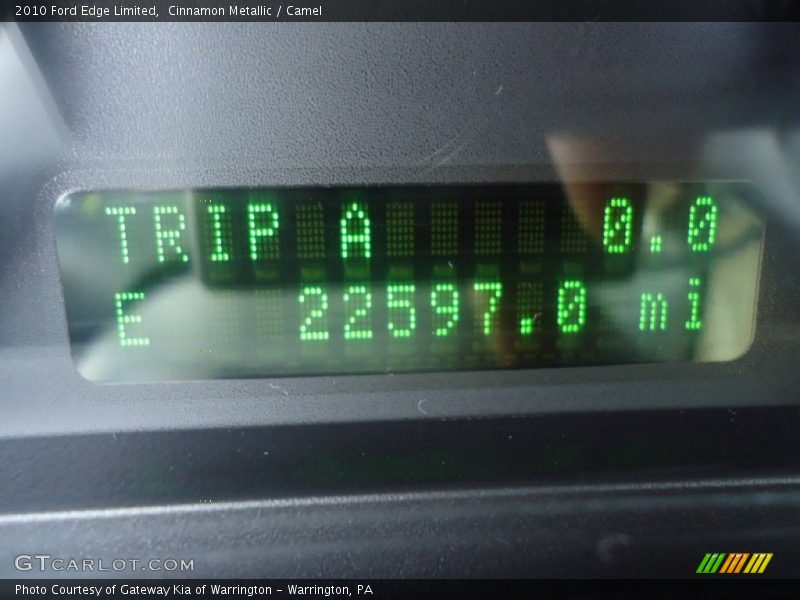 2010 Ford Edge Limited,  Cinnamon Metallic / Camel
TRIP A 0.0
E 22597.0 mi
GTCARLOT.COM
Photo Courtesy of Gateway Kia of Warrington - Warrington, PA